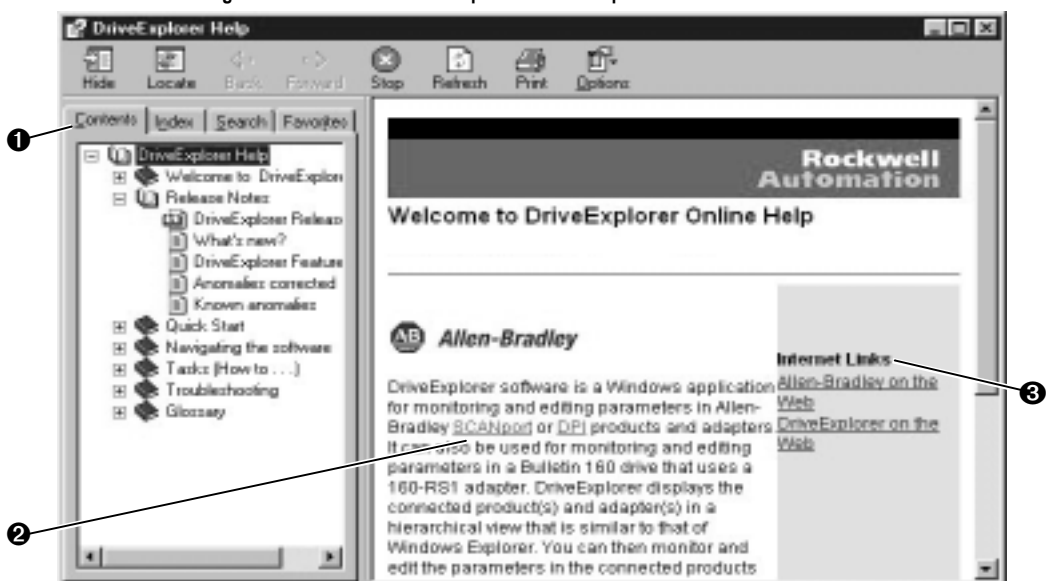 DriveExplorer Help
Hide Locate Back Forward Stop Refresh Print Options
Contents Index Search Favorites
DriveExplorer Help
Welcome to DriveExplore
Release Notes
DriveExplorer Releas
What's new?
DriveExplorer Feature
Anomalies corrected
Known anomalies
Quick Start
Navigating the software
Tasks (How to . . .)
Troubleshooting
Glossary
Rockwell
Automation
Welcome to DriveExplorer Online Help
AB Allen-Bradley
DriveExplorer software is a Windows application
for monitoring and editing parameters in Allen-
Bradley SCANport or DPI products and adapters.
It can also be used for monitoring and editing
parameters in a Bulletin 160 drive that uses a
160-RS1 adapter. DriveExplorer displays the
connected product(s) and adapter(s) in a
hierarchical view that is similar to that of
Windows Explorer. You can then monitor and
edit the parameters in the connected products
Internet Links
Allen-Bradley on the
Web
DriveExplorer on the
Web
❶
❷
❸